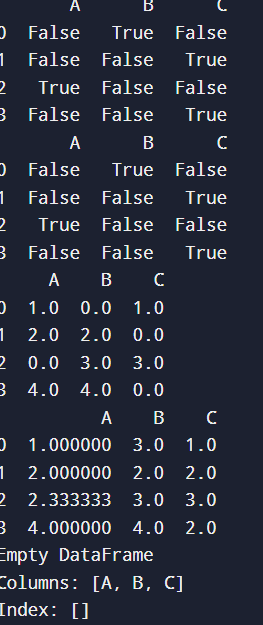 A B C
0 False True False
1 False False True
2 True False False
3 False False True
A B C
0 False True False
1 False False True
2 True False False
3 False False True
A B C
0 1.0 0.0 1.0
1 2.0 2.0 0.0
2 0.0 3.0 3.0
3 4.0 4.0 0.0
A B C
0 1.000000 3.0 1.0
1 2.000000 2.0 2.0
2 2.333333 3.0 3.0
3 4.000000 4.0 2.0
Empty DataFrame
Columns: [A, B, C]
Index: []